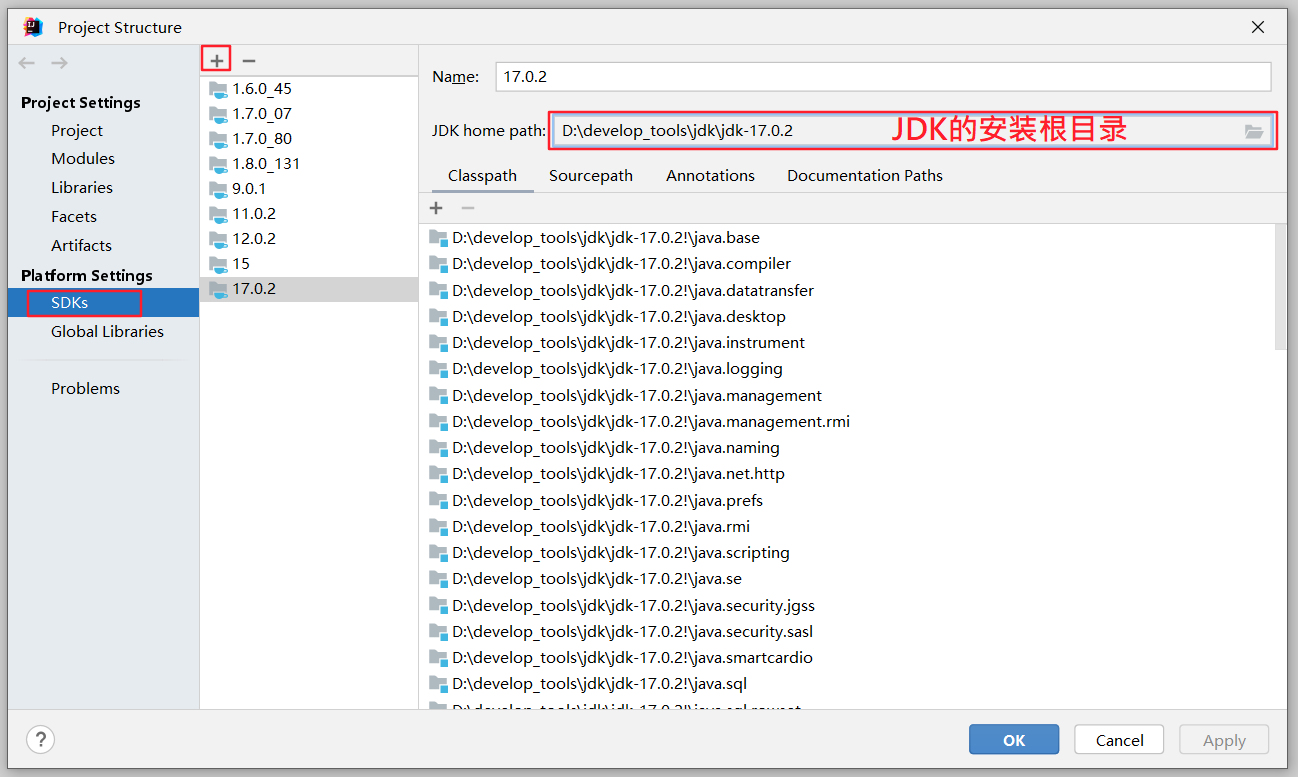 Project Structure
Project Settings
Project
Modules
Libraries
Facets
Artifacts
Platform Settings
SDKs
Global Libraries
Problems
1.6.0_45
1.7.0_07
1.7.0_80
1.8.0_131
9.0.1
11.0.2
12.0.2
15
17.0.2
Name: 17.0.2
JDK home path: D:\develop_tools\jdk\jdk-17.0.2 JDK的安装根目录
Classpath Sourcepath Annotations Documentation Paths
D:\develop_tools\jdk\jdk-17.0.2!\java.base
D:\develop_tools\jdk\jdk-17.0.2!\java.compiler
D:\develop_tools\jdk\jdk-17.0.2!\java.datatransfer
D:\develop_tools\jdk\jdk-17.0.2!\java.desktop
D:\develop_tools\jdk\jdk-17.0.2!\java.instrument
D:\develop_tools\jdk\jdk-17.0.2!\java.logging
D:\develop_tools\jdk\jdk-17.0.2!\java.management
D:\develop_tools\jdk\jdk-17.0.2!\java.management.rmi
D:\develop_tools\jdk\jdk-17.0.2!\java.naming
D:\develop_tools\jdk\jdk-17.0.2!\java.net.http
D:\develop_tools\jdk\jdk-17.0.2!\java.prefs
D:\develop_tools\jdk\jdk-17.0.2!\java.rmi
D:\develop_tools\jdk\jdk-17.0.2!\java.scripting
D:\develop_tools\jdk\jdk-17.0.2!\java.se
D:\develop_tools\jdk\jdk-17.0.2!\java.security.jgss
D:\develop_tools\jdk\jdk-17.0.2!\java.security.sasl
D:\develop_tools\jdk\jdk-17.0.2!\java.smartcardio
D:\develop_tools\jdk\jdk-17.0.2!\java.sql
D:\develop_tools\jdk\jdk-17.0.2!\java.sql.rowset
? OK Cancel Apply